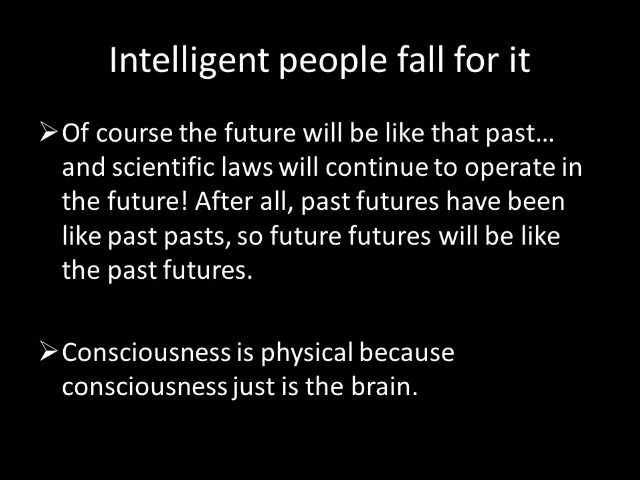 Intelligent people fall for it
➢Of course the future will be like that past…
and scientific laws will continue to operate in
the future! After all, past futures have been
like past pasts, so future futures will be like
the past futures.
➢Consciousness is physical because
consciousness just is the brain.